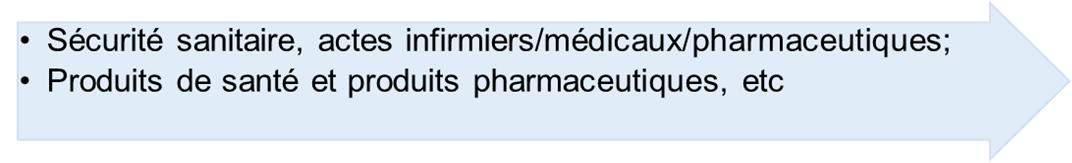 • Sécurité sanitaire, actes infirmiers/médicaux/pharmaceutiques;
• Produits de santé et produits pharmaceutiques, etc